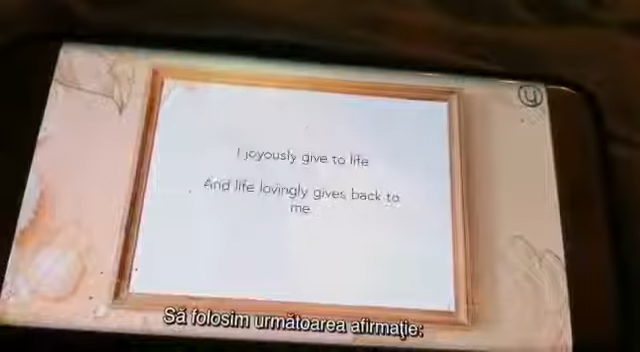 I joyously give to life
And life lovingly gives back to
me
Să folosim următoarea afirmație: